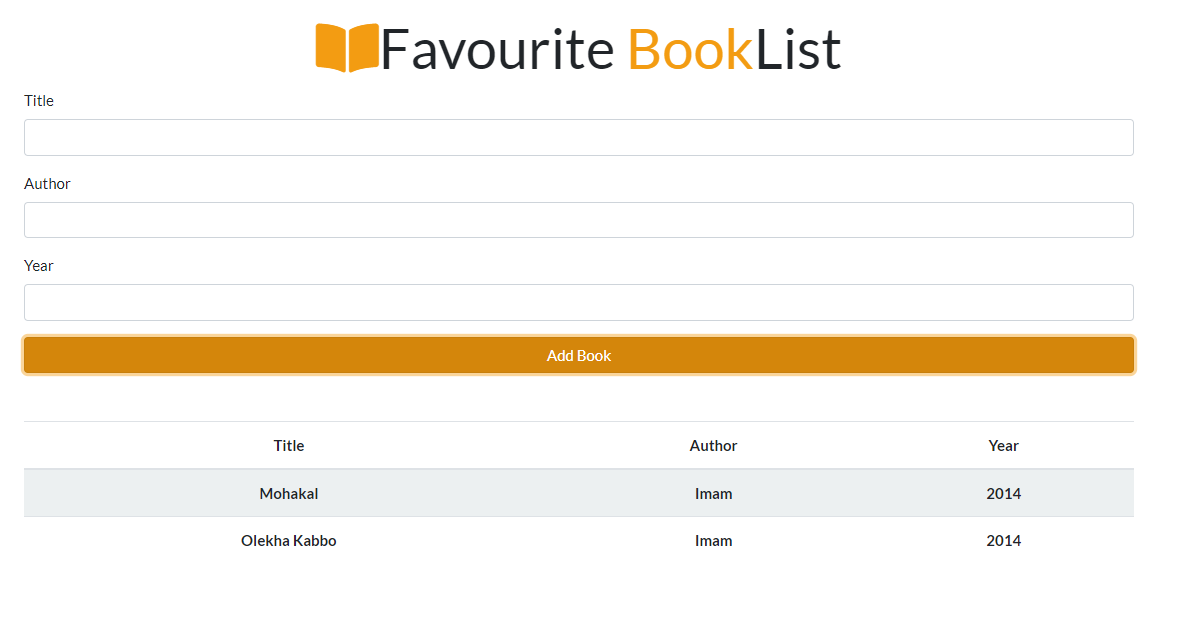 Favourite BookList
Title
Author
Year
Add Book
Title Author Year
Mohakal Imam 2014
Olekha Kabbo Imam 2014